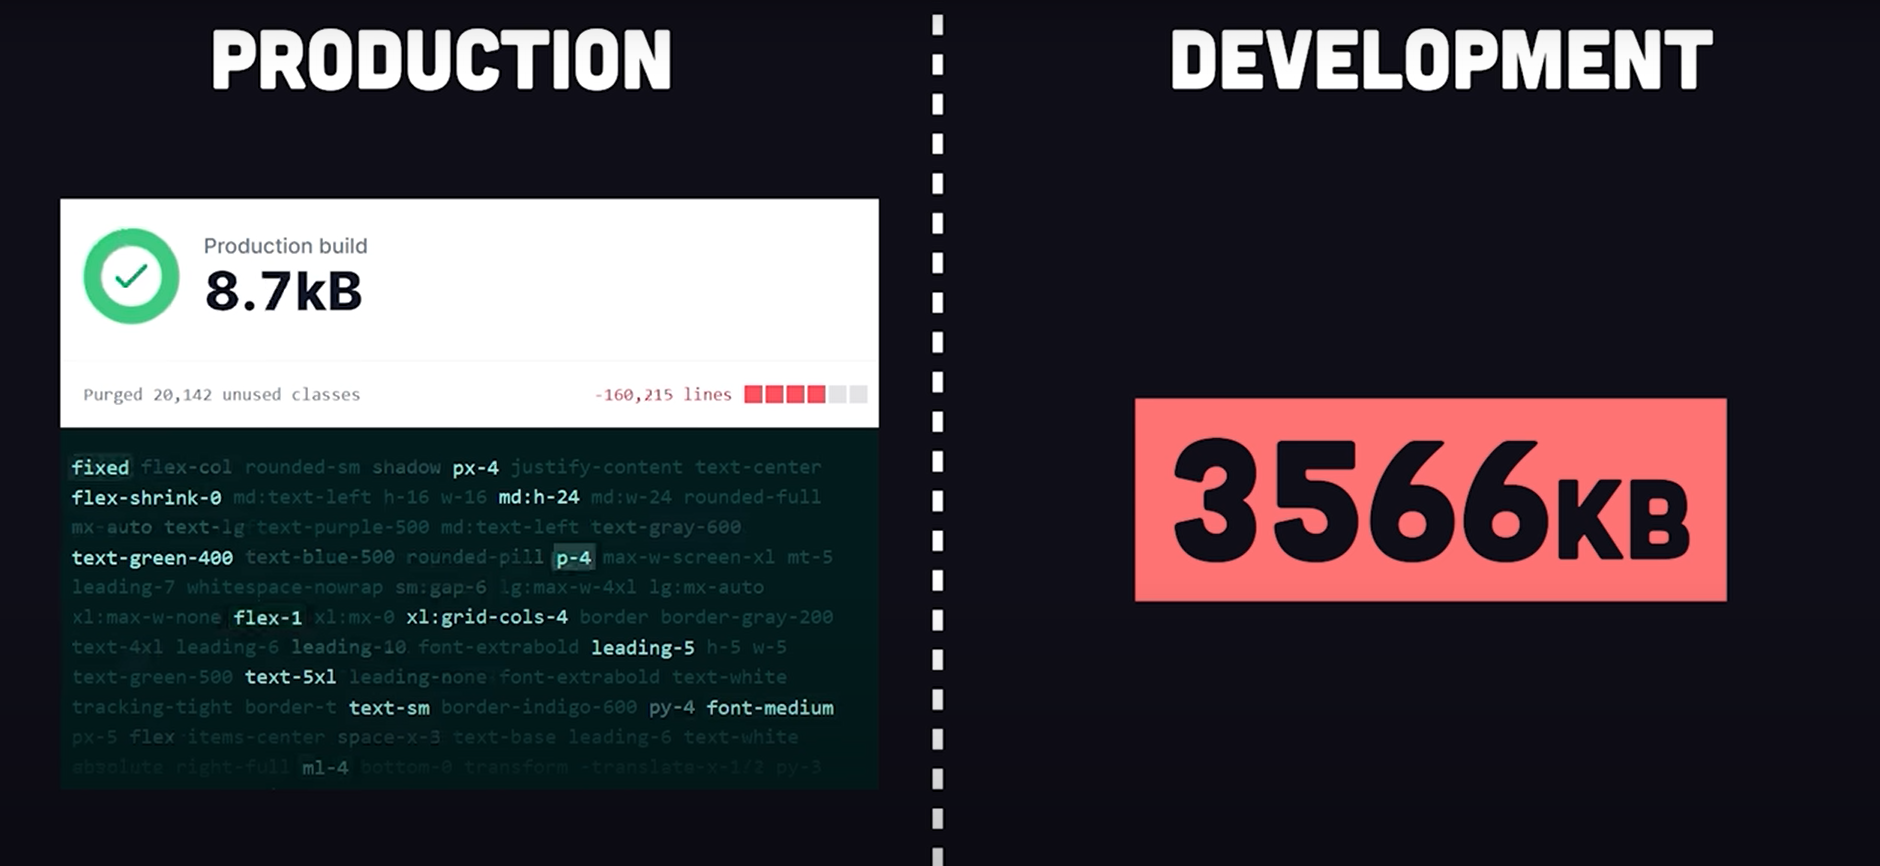 PRODUCTION
Production build
8.7kB
Purged 20,142 unused classes -160,215 lines
fixed flex-col rounded-sm shadow px-4 justify-content text-center
flex-shrink-0 md:text-left h-16 w-16 md:h-24 md:w-24 rounded-full
mx-auto text-lg text-purple-500 md:text-left text-gray-600
text-green-400 text-blue-500 rounded-pill p-4 max-w-screen-xl mt-5
leading-7 whitespace-nowrap sm:gap-6 lg:max-w-4xl lg:mx-auto
xl:max-w-none flex-1 xl:mx-0 xl:grid-cols-4 border border-gray-200
text-4xl leading-6 leading-10 font-extrabold leading-5 h-5 w-5
text-green-500 text-5xl leading-none font-extrabold text-white
tracking-tight border-t text-sm border-indigo-600 py-4 font-medium
px-5 flex items-center space-x-3 text-base leading-6 text-white
absolute right-full ml-4 bottom-0 transform -translate-x-1/2 py-3
DEVELOPMENT
3566KB